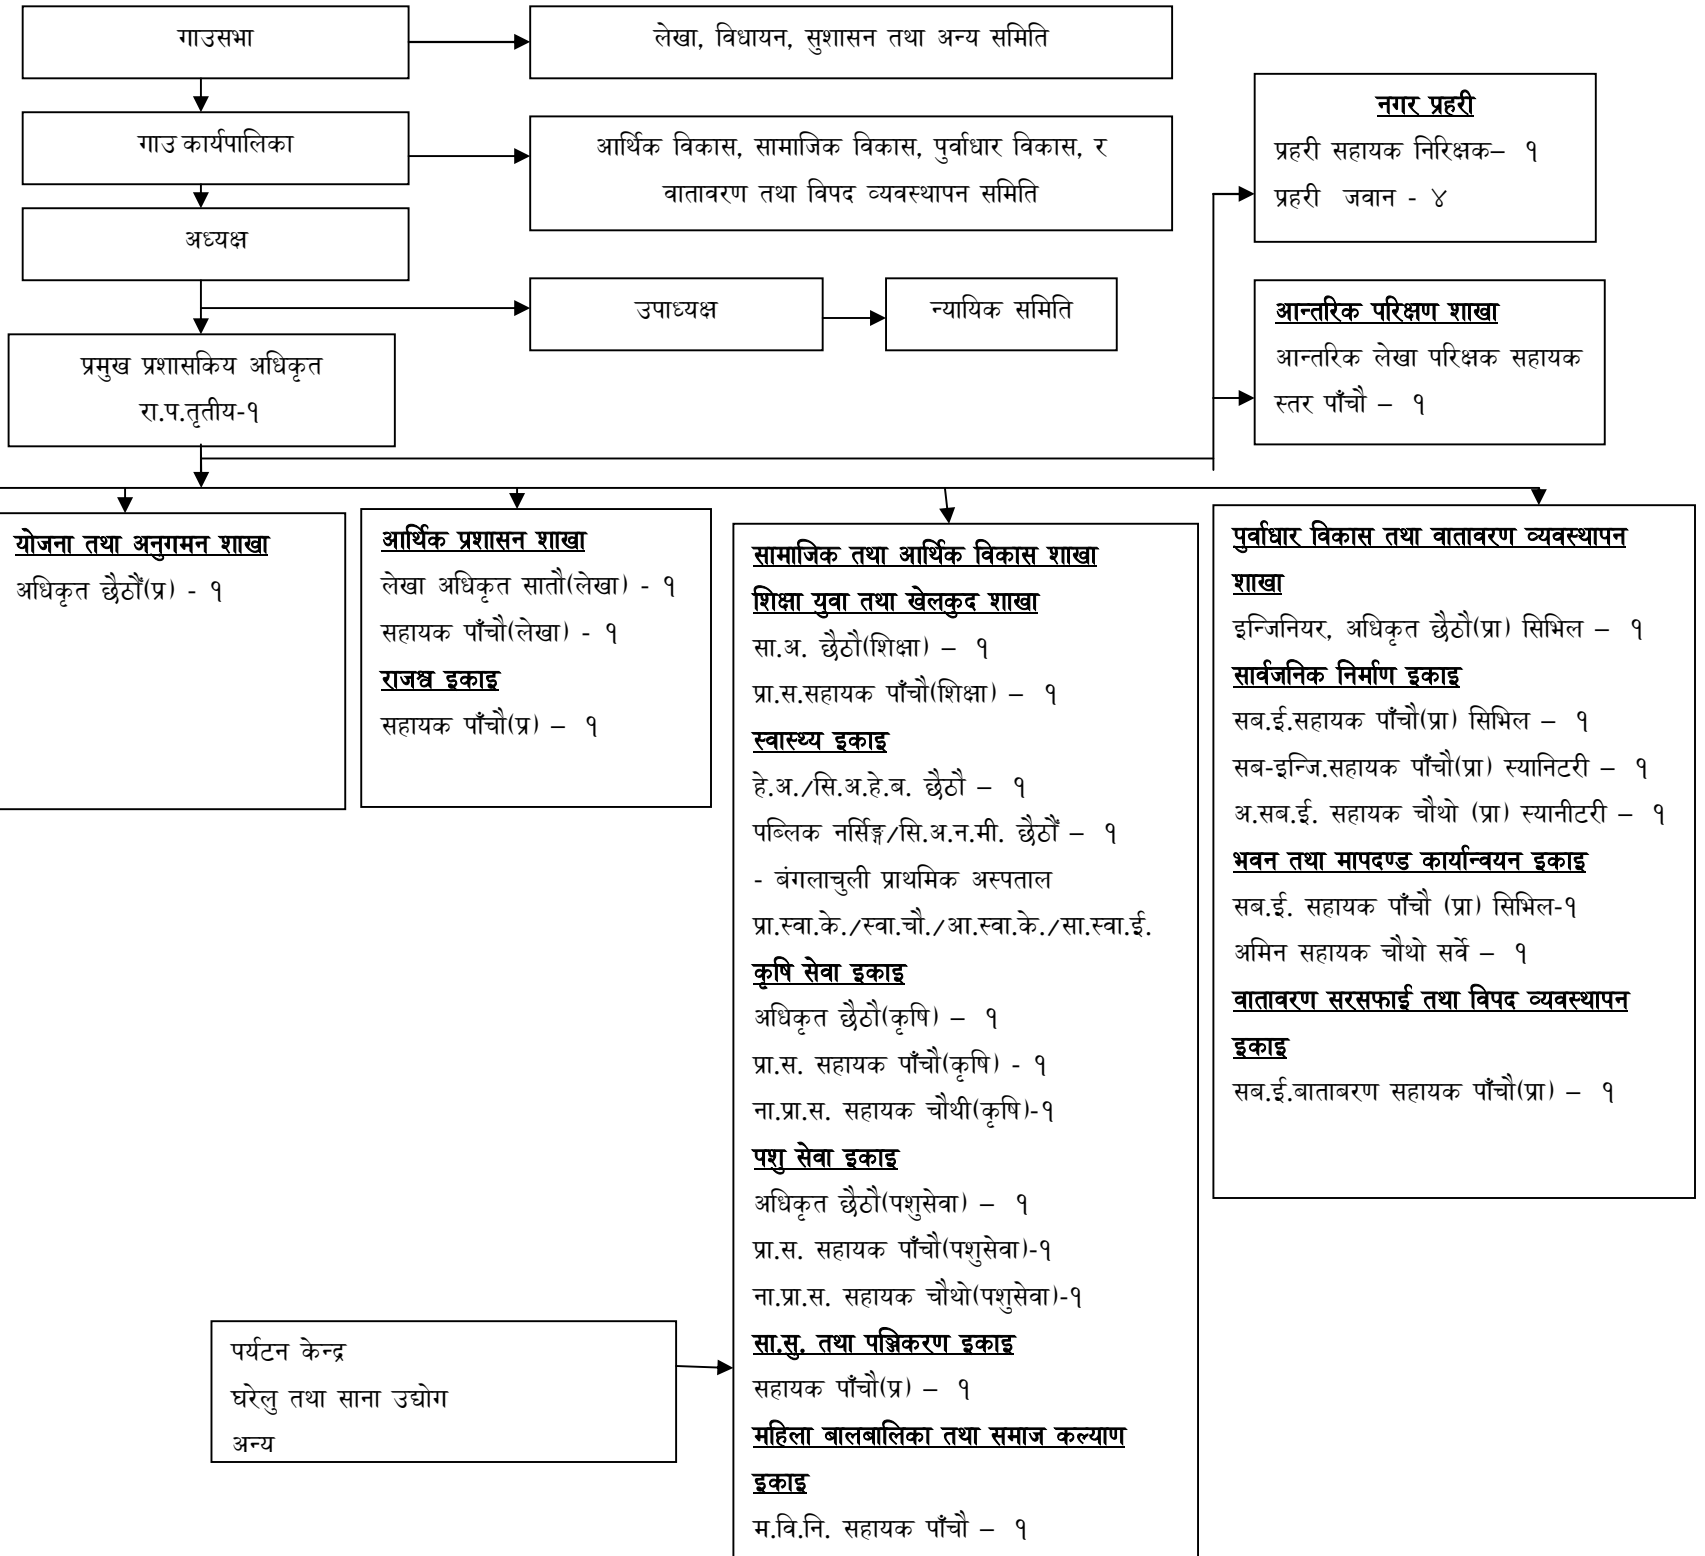 गाउसभा
लेखा, विधायन, सुशासन तथा अन्य समिति
गाउ कार्यपालिका
आर्थिक विकास, सामाजिक विकास, पुर्वाधार विकास, र
वातावरण तथा विपद व्यवस्थापन समिति
नगर प्रहरी
प्रहरी सहायक निरिक्षक– १
प्रहरी जवान - ४
अध्यक्ष
उपाध्यक्ष
न्यायिक समिति
आन्तरिक परिक्षण शाखा
आन्तरिक लेखा परिक्षक सहायक
स्तर पाँचौ – १
प्रमुख प्रशासकिय अधिकृत
रा.प.तृतीय-१
योजना तथा अनुगमन शाखा
अधिकृत छैठौँ(प्र) - १
आर्थिक प्रशासन शाखा
लेखा अधिकृत सातौ(लेखा) - १
सहायक पाँचौ(लेखा) - १
राजश्व इकाइ
सहायक पाँचौ(प्र) – १
सामाजिक तथा आर्थिक विकास शाखा
शिक्षा युवा तथा खेलकुद शाखा
सा.अ. छैठौ(शिक्षा) – १
प्रा.स.सहायक पाँचौ(शिक्षा) – १
स्वास्थ्य इकाइ
हे.अ./सि.अ.हे.ब. छैठौ – १
पब्लिक नर्सिङ्ग/सि.अ.न.मी. छैठौँ – १
- बंगलाचुली प्राथमिक अस्पताल
प्रा.स्वा.के./स्वा.चौ./आ.स्वा.के./सा.स्वा.ई.
कृषि सेवा इकाइ
अधिकृत छैठौ(कृषि) – १
प्रा.स. सहायक पाँचौ(कृषि) - १
ना.प्रा.स. सहायक चौथी(कृषि)-१
पशु सेवा इकाइ
अधिकृत छैठौ(पशुसेवा) – १
प्रा.स. सहायक पाँचौ(पशुसेवा)-१
ना.प्रा.स. सहायक चौथो(पशुसेवा)-१
सा.सु. तथा पञ्जिकरण इकाइ
सहायक पाँचौ(प्र) – १
महिला बालबालिका तथा समाज कल्याण
इकाइ
म.वि.नि. सहायक पाँचौ – १
पुर्वाधार विकास तथा वातावरण व्यवस्थापन
शाखा
इन्जिनियर, अधिकृत छैठौ(प्रा) सिभिल – १
सार्वजनिक निर्माण इकाइ
सब.ई.सहायक पाँचौ(प्रा) सिभिल – १
सब-इन्जि.सहायक पाँचौ(प्रा) स्यानिटरी – १
अ.सब.ई. सहायक चौथो (प्रा) स्यानीटरी – १
भवन तथा मापदण्ड कार्यान्वयन इकाइ
सब.ई. सहायक पाँचौ (प्रा) सिभिल-१
अमिन सहायक चौथो सर्वे – १
वातावरण सरसफाई तथा विपद व्यवस्थापन
इकाइ
सब.ई.बाताबरण सहायक पाँचौ(प्रा) – १
पर्यटन केन्द्र
घरेलु तथा साना उद्योग
अन्य